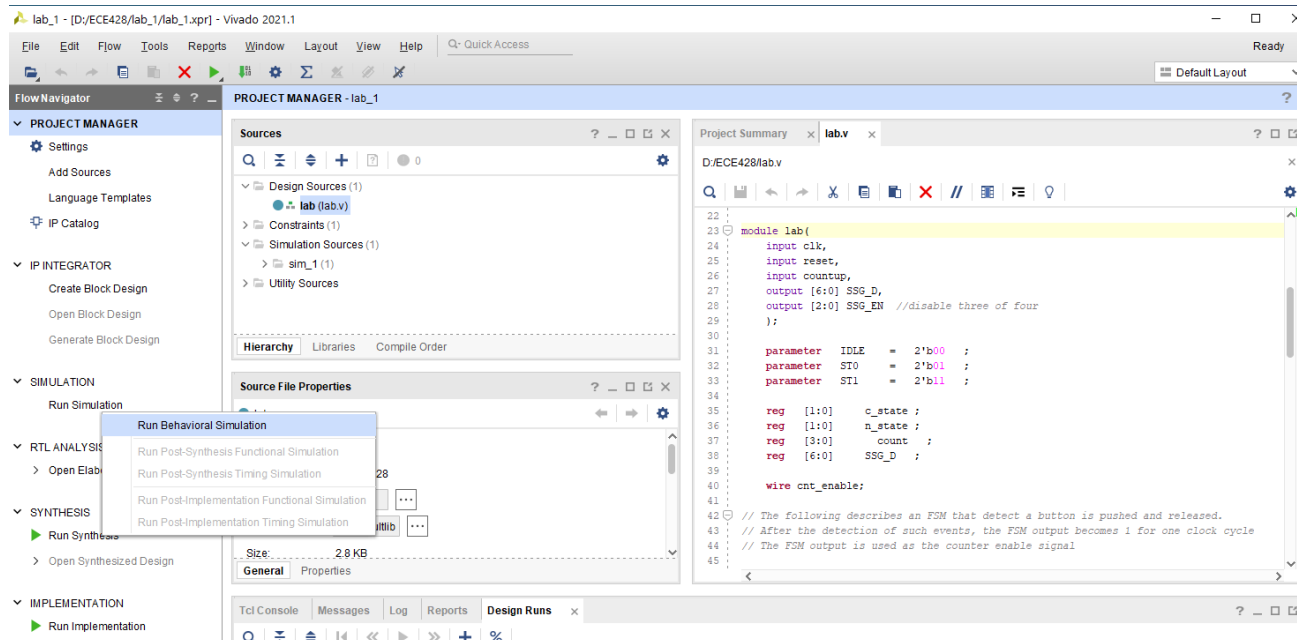 lab_1 - [D:/ECE428/lab_1/lab_1.xpr] - Vivado 2021.1
File Edit Flow Tools Reports Window Layout View Help Q- Quick Access Ready
Default Layout
Flow Navigator
PROJECT MANAGER
Settings
Add Sources
Language Templates
IP Catalog
IP INTEGRATOR
Create Block Design
Open Block Design
Generate Block Design
SIMULATION
Run Simulation
Run Behavioral Simulation
Run Post-Synthesis Functional Simulation
Run Post-Synthesis Timing Simulation
Run Post-Implementation Functional Simulation
Run Post-Implementation Timing Simulation
RTL ANALYSIS
Open Elab
SYNTHESIS
Run Synthesis
Open Synthesized Design
IMPLEMENTATION
Run Implementation
PROJECT MANAGER - lab_1
Sources
0
Design Sources (1)
lab (lab.v)
Constraints (1)
Simulation Sources (1)
sim_1 (1)
Utility Sources
Hierarchy Libraries Compile Order
Source File Properties
28
Size: 2.8 KB
General Properties
Project Summary lab.v
D:/ECE428/lab.v
22
23 module lab(
24 input clk,
25 input reset,
26 input countup,
27 output [6:0] SSG_D,
28 output [2:0] SSG_EN //disable three of four
29 );
30
31 parameter IDLE = 2'b00 ;
32 parameter ST0 = 2'b01 ;
33 parameter ST1 = 2'b11 ;
34
35 reg [1:0] c_state ;
36 reg [1:0] n_state ;
37 reg [3:0] count ;
38 reg [6:0] SSG_D ;
39
40 wire cnt_enable;
41
42 // The following describes an FSM that detect a button is pushed and released.
43 // After the detection of such events, the FSM output becomes 1 for one clock cycle
44 // The FSM output is used as the counter enable signal
45
Tcl Console Messages Log Reports Design Runs